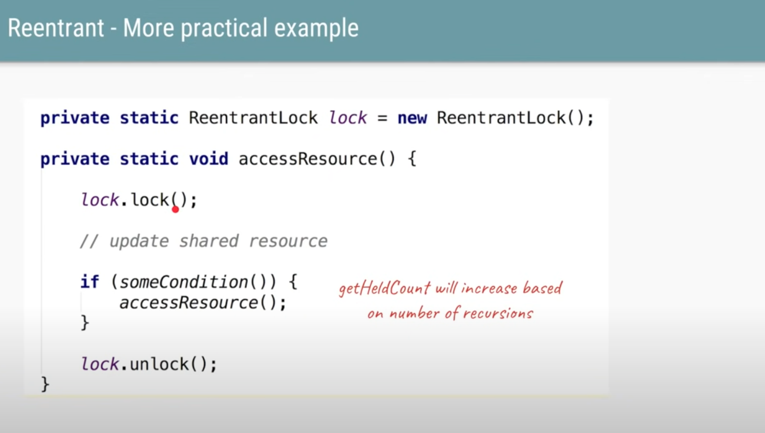 Reentrant - More practical example
private static ReentrantLock lock = new ReentrantLock();
private static void accessResource() {
lock.lock();
// update shared resource
if (someCondition()) {
getHeldCount will increase based
accessResource();
on number of recursions
}
lock.unlock();
}